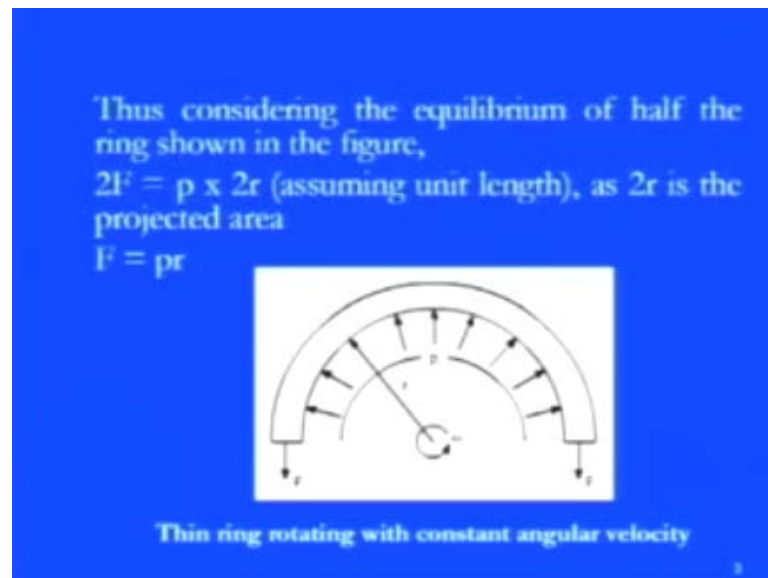 Thus considering the equilibrium of half the
ring shown in the figure,
2F = p x 2r (assuming unit length), as 2r is the
projected area
F = pr
p
r
F
F
Thin ring rotating with constant angular velocity
3